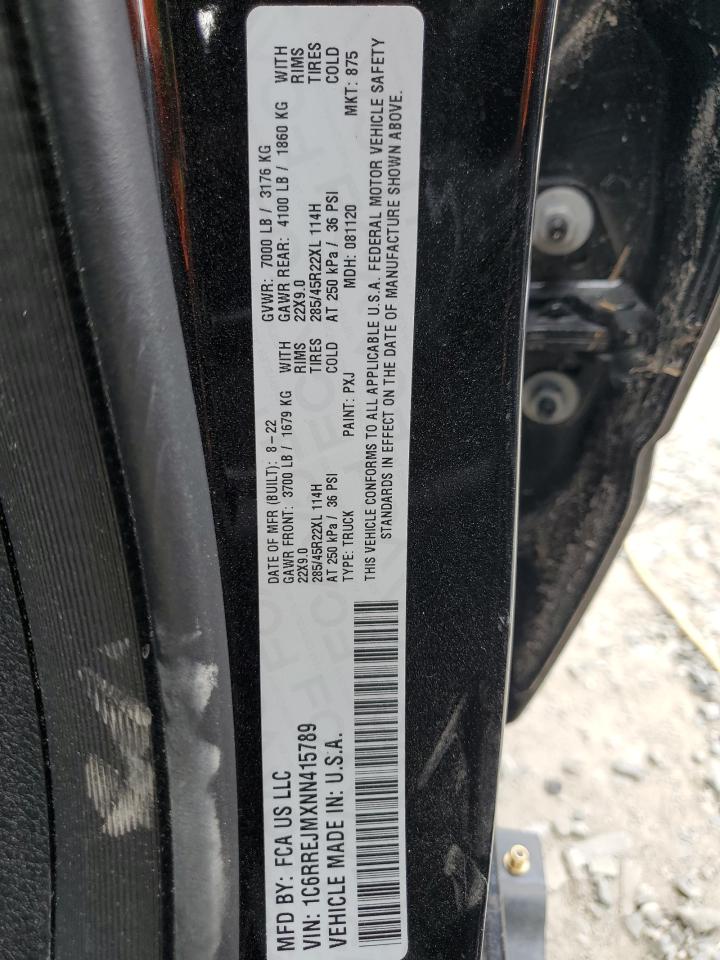 MFD BY: FCA US LLC
VIN: 1C6RREJMXNN415789
VEHICLE MADE IN: U.S.A.
DATE OF MFR (BUILT): 8-22 GVWR: 7000 LB / 3176 KG
GAWR FRONT: 3700 LB / 1679 KG WITH GAWR REAR: 4100 LB / 1860 KG WITH
22X9.0 RIMS 22X9.0 RIMS
285/45R22XL 114H TIRES 285/45R22XL 114H TIRES
AT 250 kPa / 36 PSI COLD AT 250 kPa / 36 PSI COLD
TYPE: TRUCK PAINT: PXJ MDH: 081120 MKT: 875
THIS VEHICLE CONFORMS TO ALL APPLICABLE U.S.A. FEDERAL MOTOR VEHICLE SAFETY
STANDARDS IN EFFECT ON THE DATE OF MANUFACTURE SHOWN ABOVE.